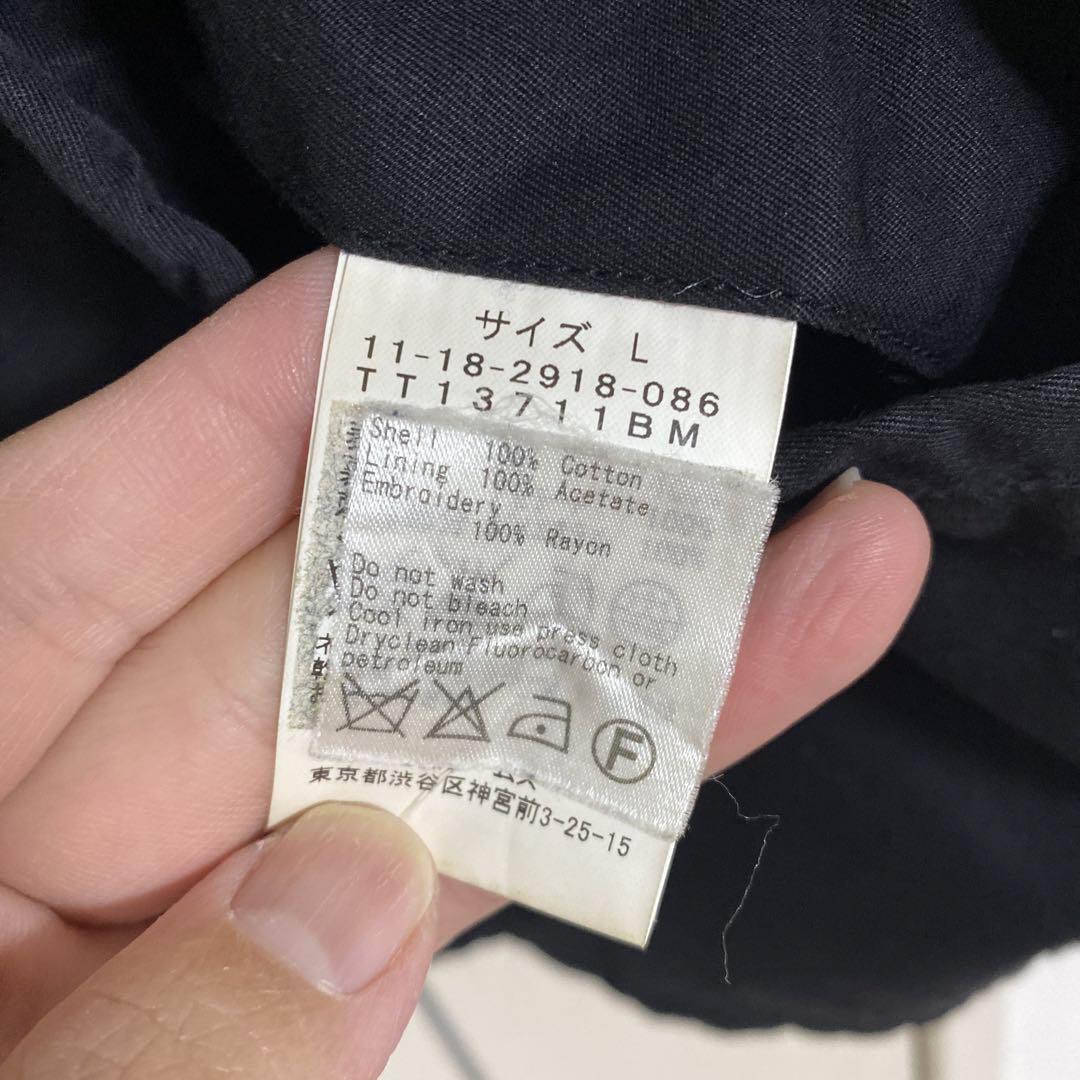 サイズ L
11-18-2918-086
TT13711BM
Shell 100% Cotton
Lining 100% Acetate
Embroidery
100% Rayon
Do not wash
Do not bleach
Cool iron use press cloth
Dryclean Fluorocarbon or
petroleum
F
東京都渋谷区神宮前3-25-15